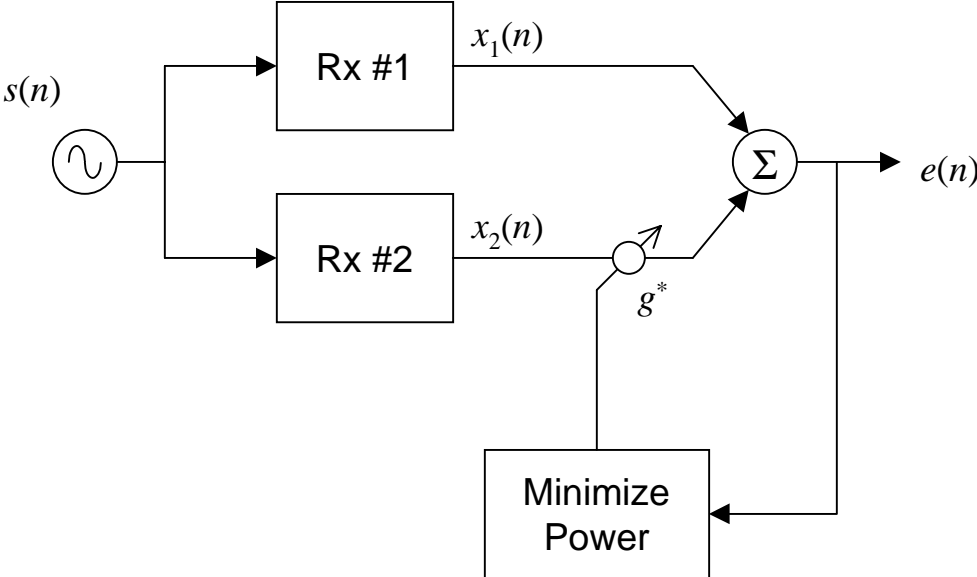 Rx #1
x₁(n)
s(n)
Σ
e(n)
Rx #2
x₂(n)
g*
Minimize
Power